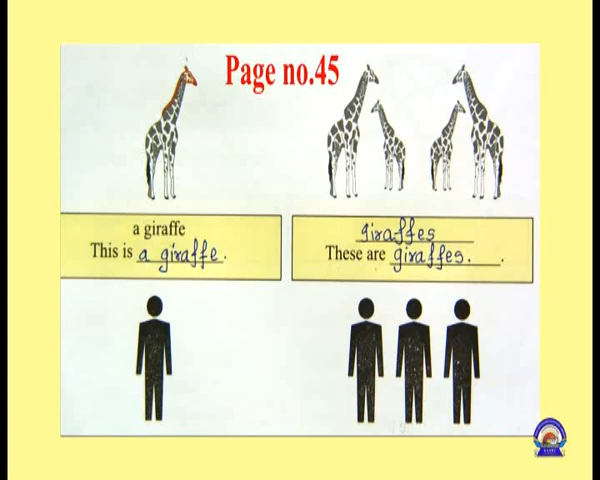 Page no.45
a giraffe
This is a giraffe.
giraffes
These are giraffes.